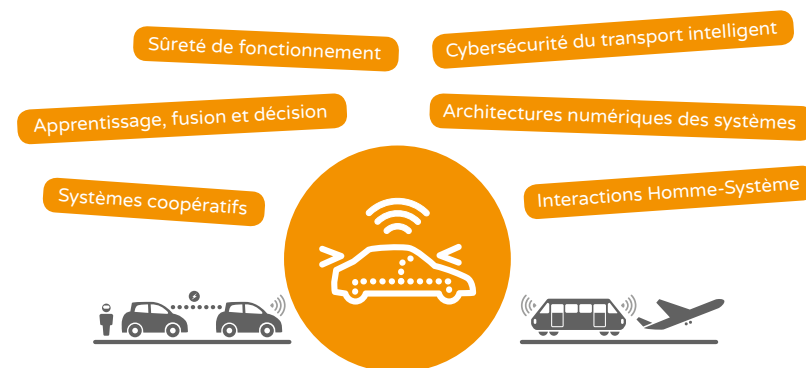 Sûreté de fonctionnement
Cybersécurité du transport intelligent
Apprentissage, fusion et décision
Architectures numériques des systèmes
Systèmes coopératifs
Interactions Homme-Système